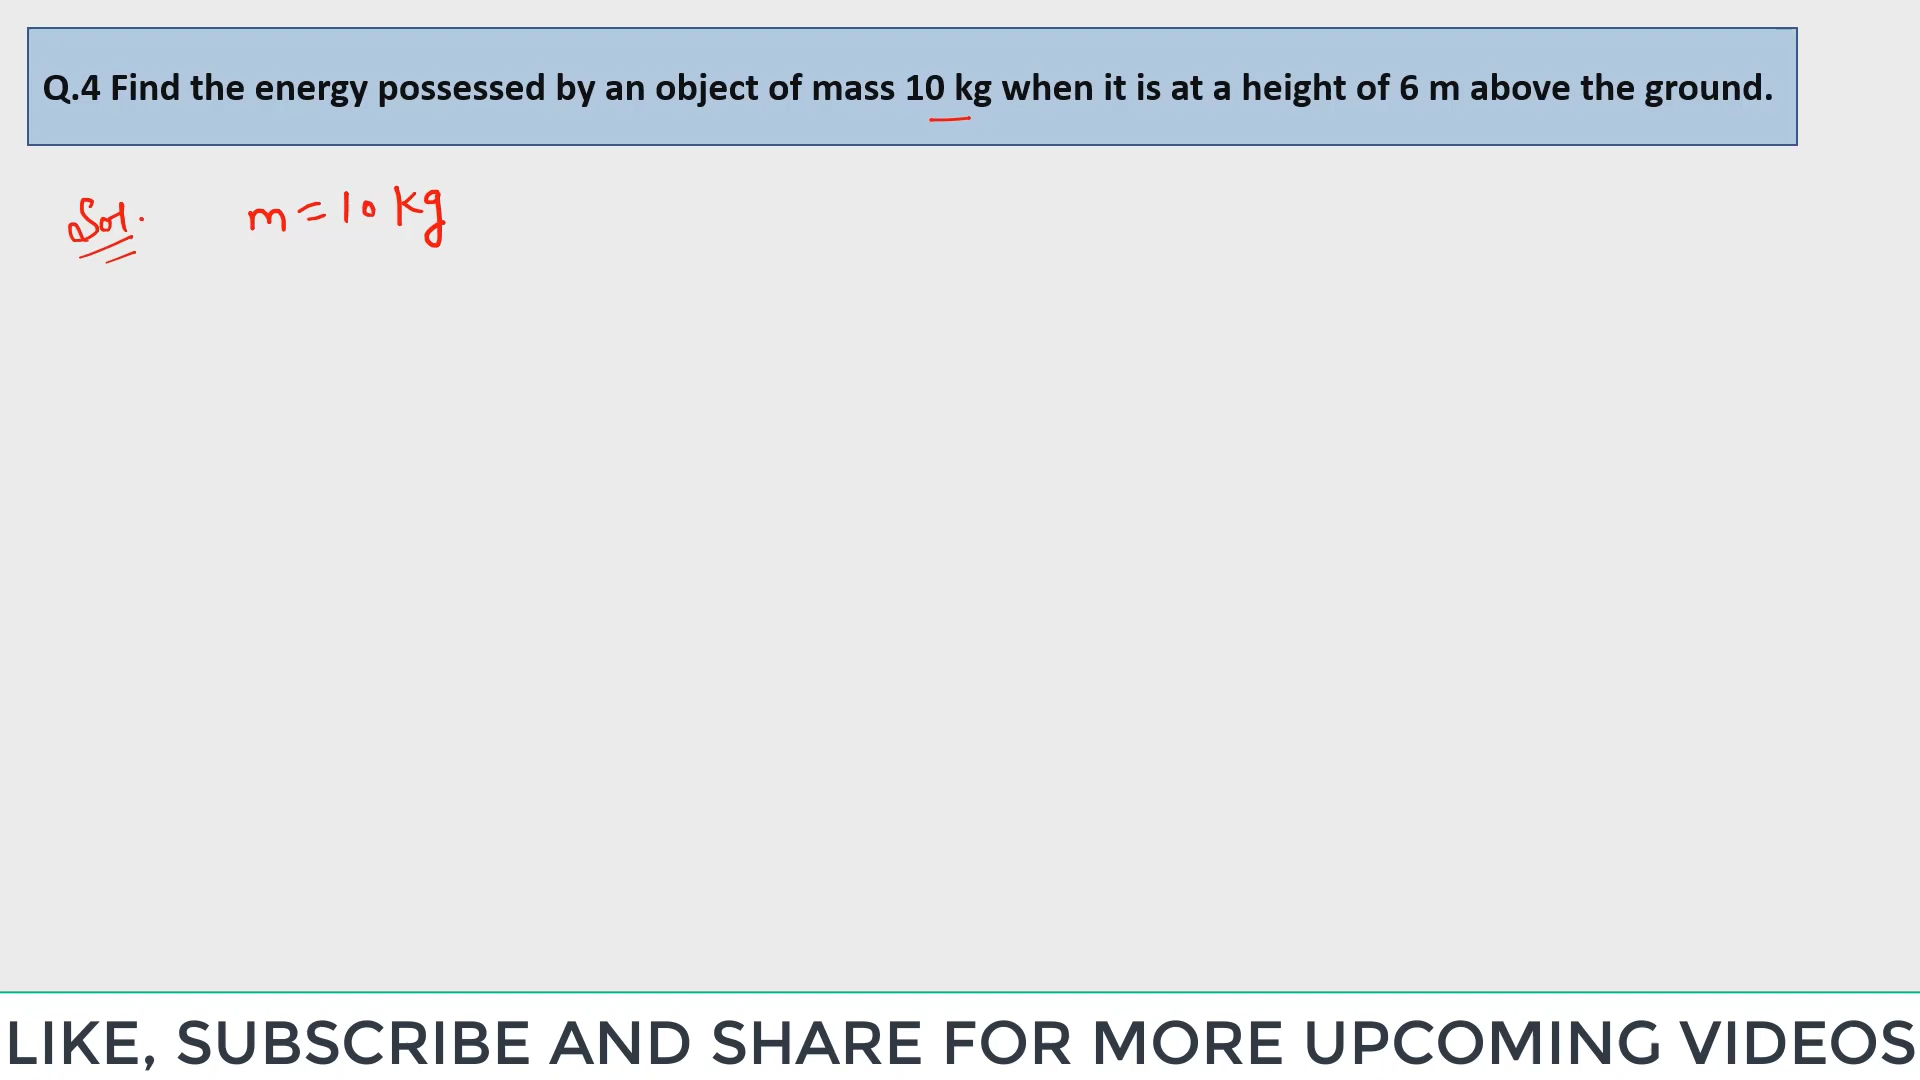 Q.4 Find the energy possessed by an object of mass 10 kg when it is at a height of 6 m above the ground.
Sol. m = 10 kg
LIKE, SUBSCRIBE AND SHARE FOR MORE UPCOMING VIDEOS